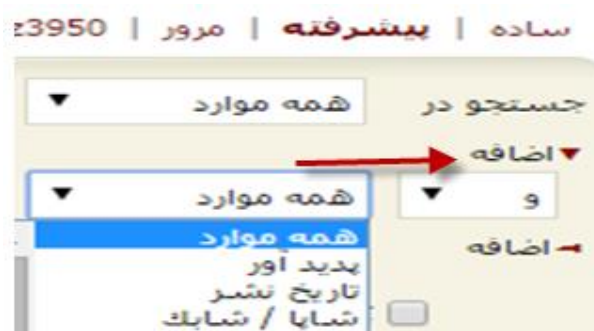 ساده | پیشرفته | مرور | z3950
جستجو در همه موارد
اضافه
و همه موارد
همه موارد
اضافه
پدید آور
تاریخ نشر
شاپا / شابك